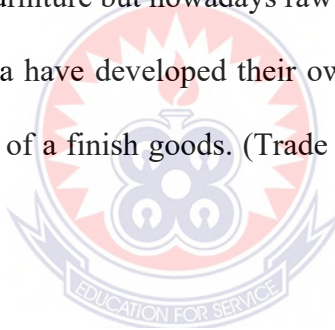 urniture but nowadays raw
a have developed their ow
of a finish goods. (Trade
EDUCATION FOR SERVICE